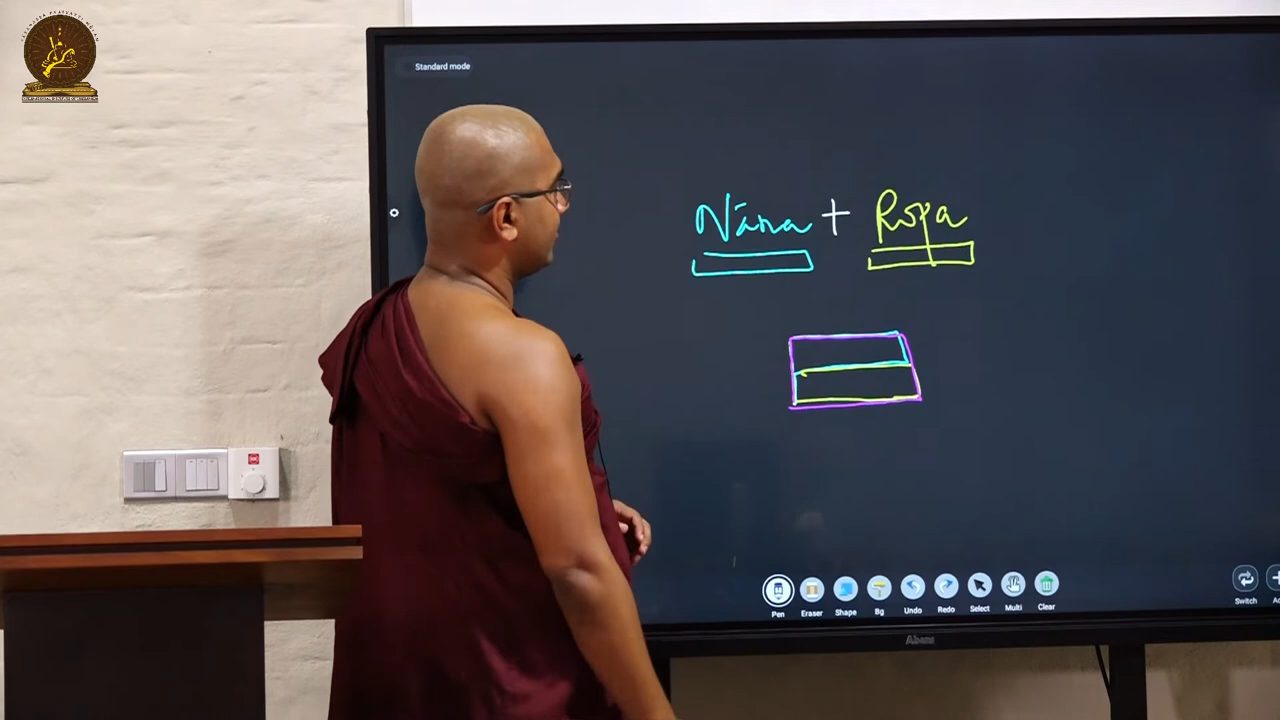 Standard mode
Nāma + Rūpa
Pen Eraser Shape Bg Undo Redo Select Multi Clear
Switch